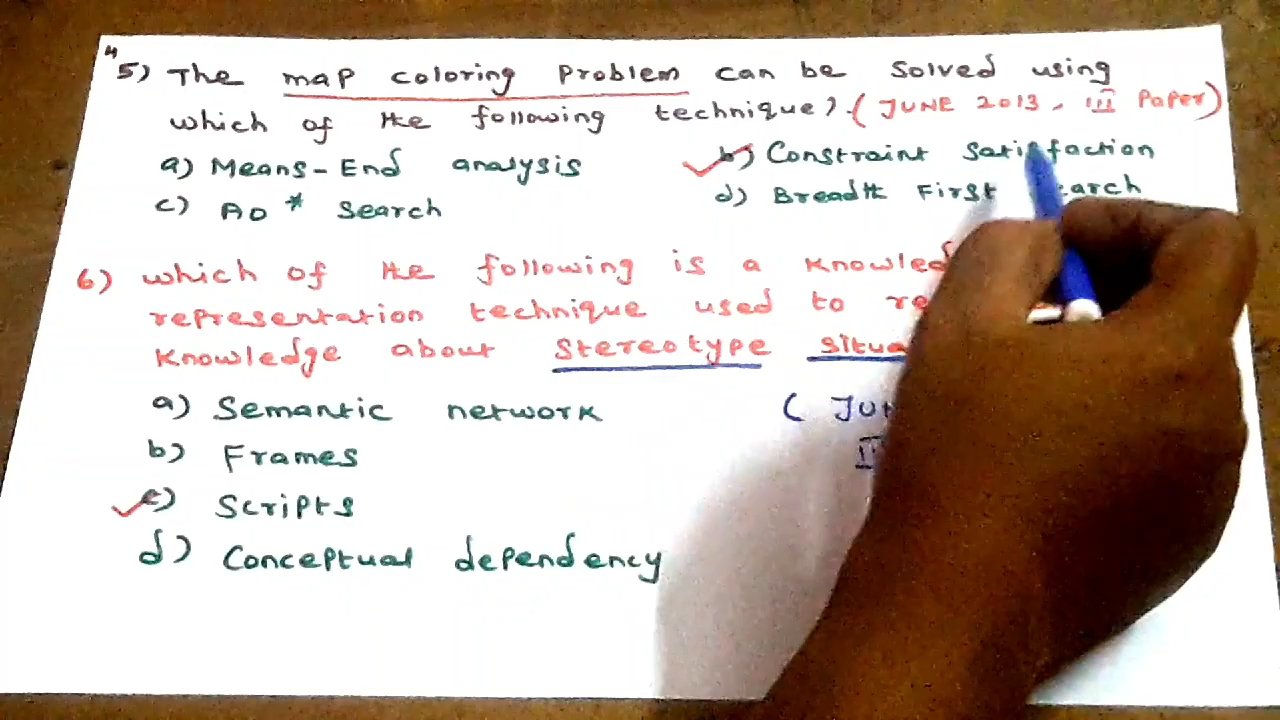 5) The map coloring problem can be solved using
which of the following technique?. (JUNE 2013, III Paper)
a) Means-End analysis b) Constraint Satisfaction
c) AO* Search d) Breadth First
6) which of the following is a
representation technique used to
Knowledge about stereotype
a) Semantic network (
b) Frames
c) Scripts
d) Conceptual dependency